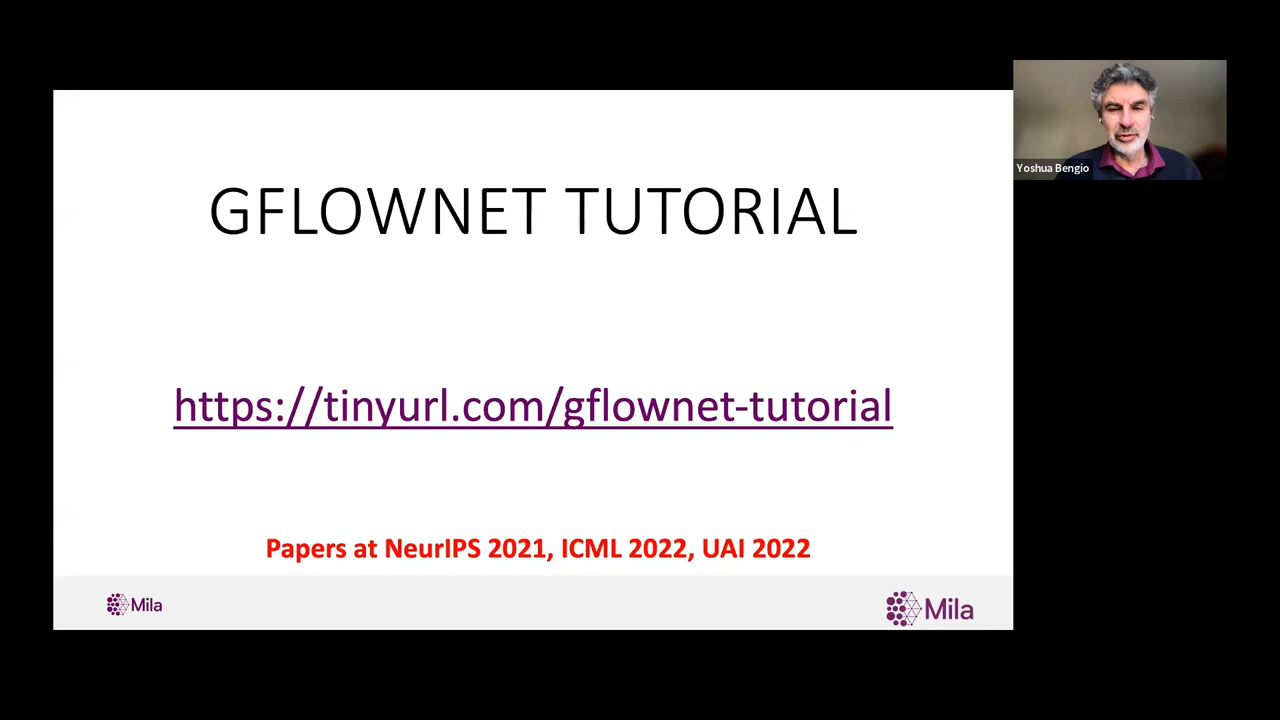 GFLOWNET TUTORIAL
https://tinyurl.com/gflownet-tutorial
Papers at NeurIPS 2021, ICML 2022, UAI 2022
Mila
Mila
Yoshua Bengio